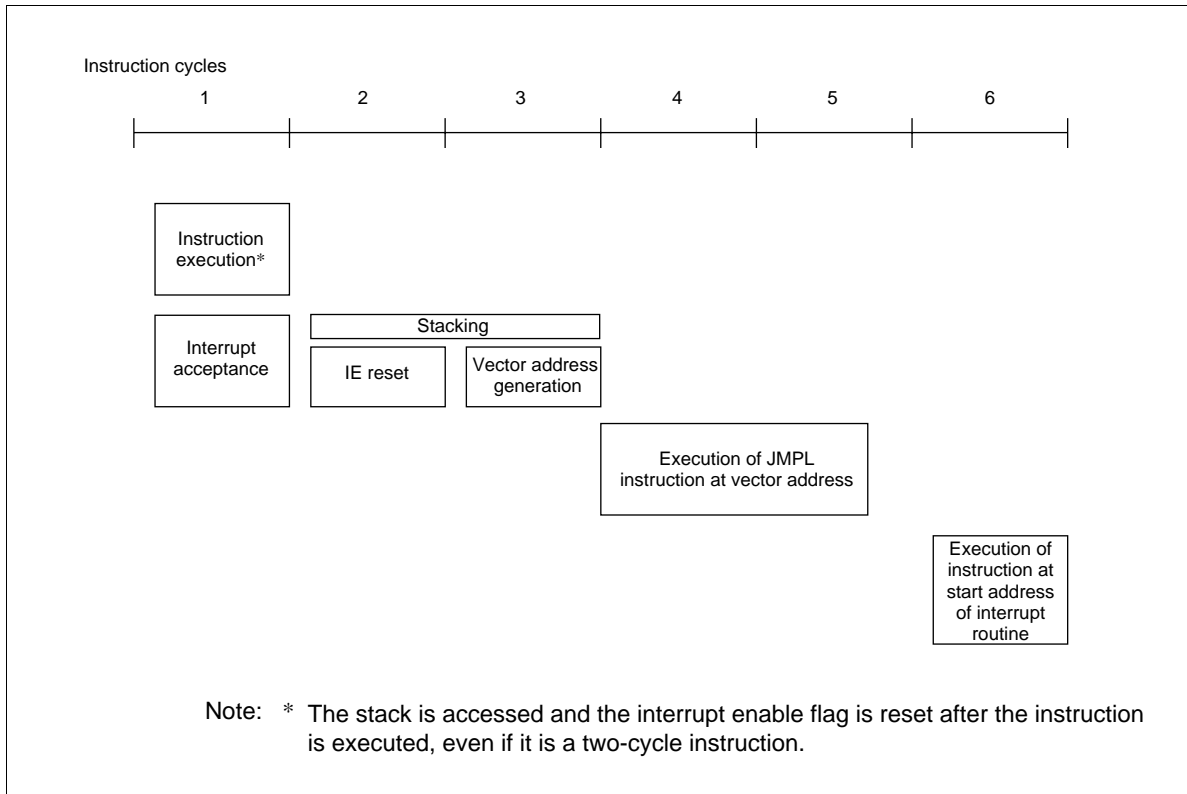 Instruction cycles
1 2 3 4 5 6
Instruction
execution*
Interrupt
acceptance
Stacking
IE reset
Vector address
generation
Execution of JMPL
instruction at vector address
Execution of
instruction at
start address
of interrupt
routine
Note: * The stack is accessed and the interrupt enable flag is reset after the instruction
is executed, even if it is a two-cycle instruction.